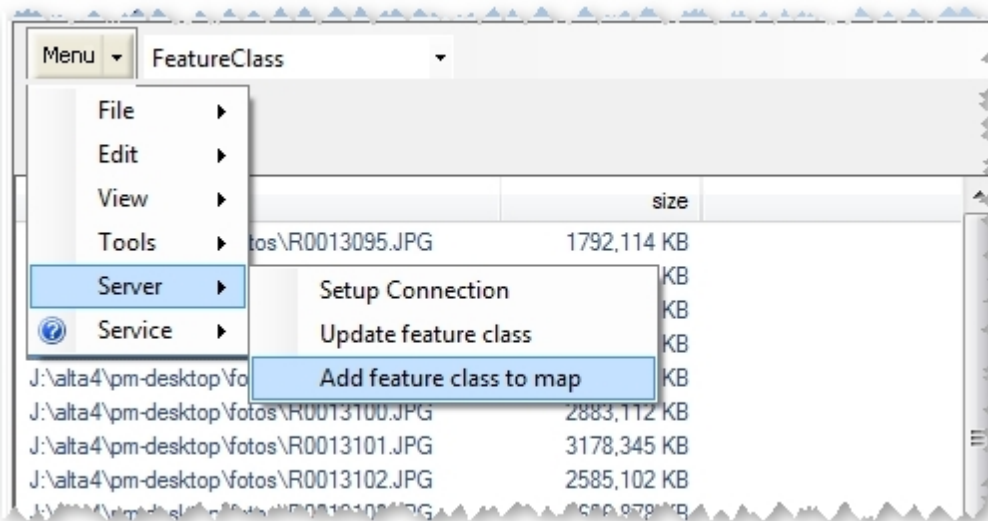 Menu FeatureClass
File
Edit
View
Tools
Server
Service
Setup Connection
Update feature class
Add feature class to map
size
tos\R0013095.JPG 1792,114 KB
KB
KB
KB
J:\alta4\pm-desktop\fo KB
J:\alta4\pm-desktop\fotos\R0013100.JPG 2883,112 KB
J:\alta4\pm-desktop\fotos\R0013101.JPG 3178,345 KB
J:\alta4\pm-desktop\fotos\R0013102.JPG 2585,102 KB